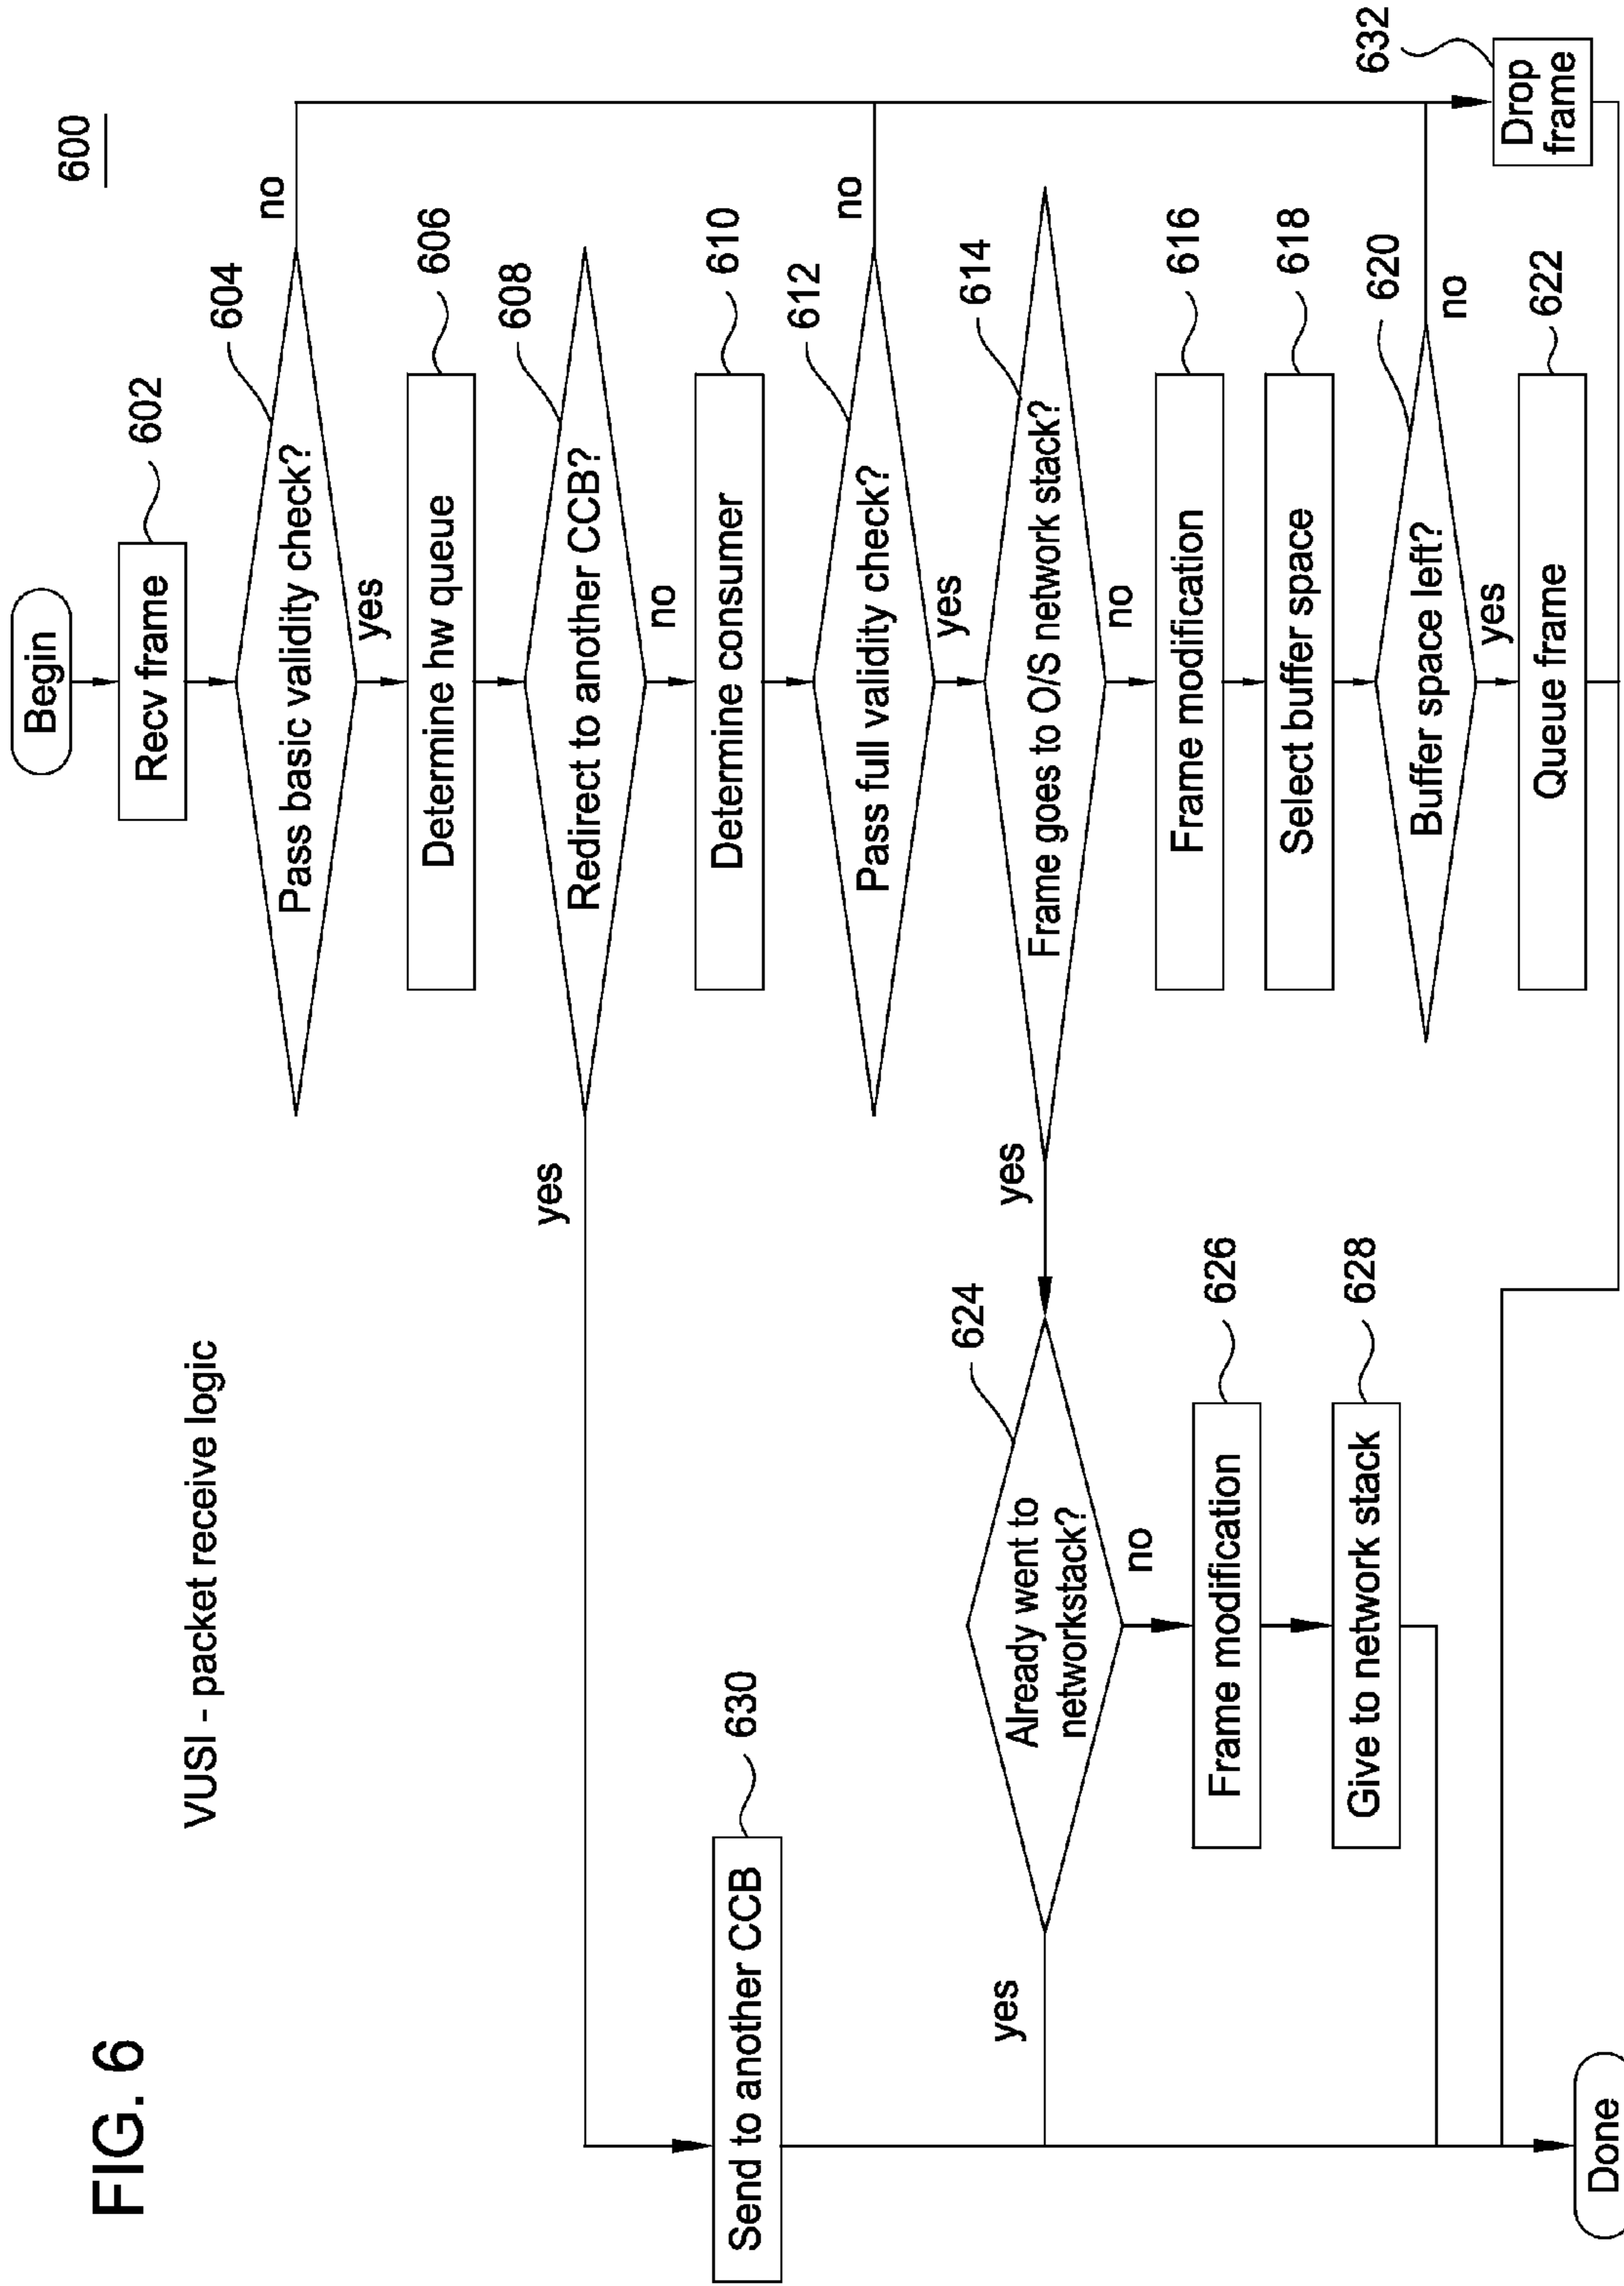 FIG. 6
VUSI - packet receive logic
600
Begin
Recv frame
602
Pass basic validity check?
604
no
yes
Determine hw queue
606
Redirect to another CCB?
608
yes
no
Send to another CCB
630
Determine consumer
610
Pass full validity check?
612
no
yes
Frame goes to O/S network stack?
614
yes
no
Already went to
networkstack?
624
yes
no
Frame modification
626
Give to network stack
628
Frame modification
616
Select buffer space
618
Buffer space left?
620
no
yes
Queue frame
622
Drop
frame
632
Done